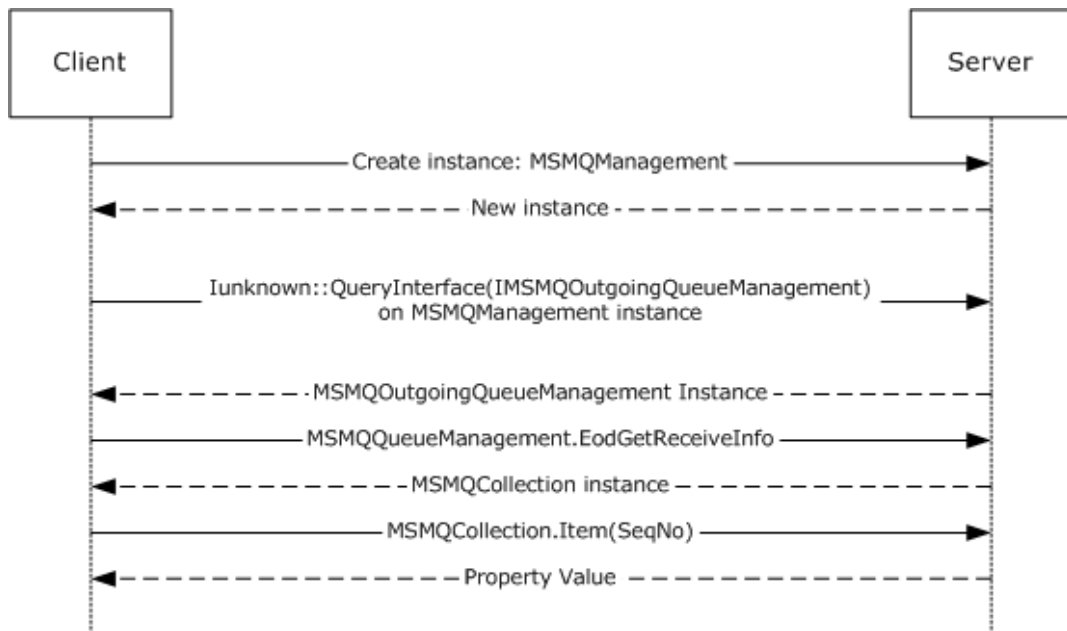 Client
Server
Create instance: MSMQManagement
New instance
Iunknown::QueryInterface(IMSMQOutgoingQueueManagement)
on MSMQManagement instance
MSMQOutgoingQueueManagement Instance
MSMQQueueManagement.EodGetReceiveInfo
MSMQCollection instance
MSMQCollection.Item(SeqNo)
Property Value